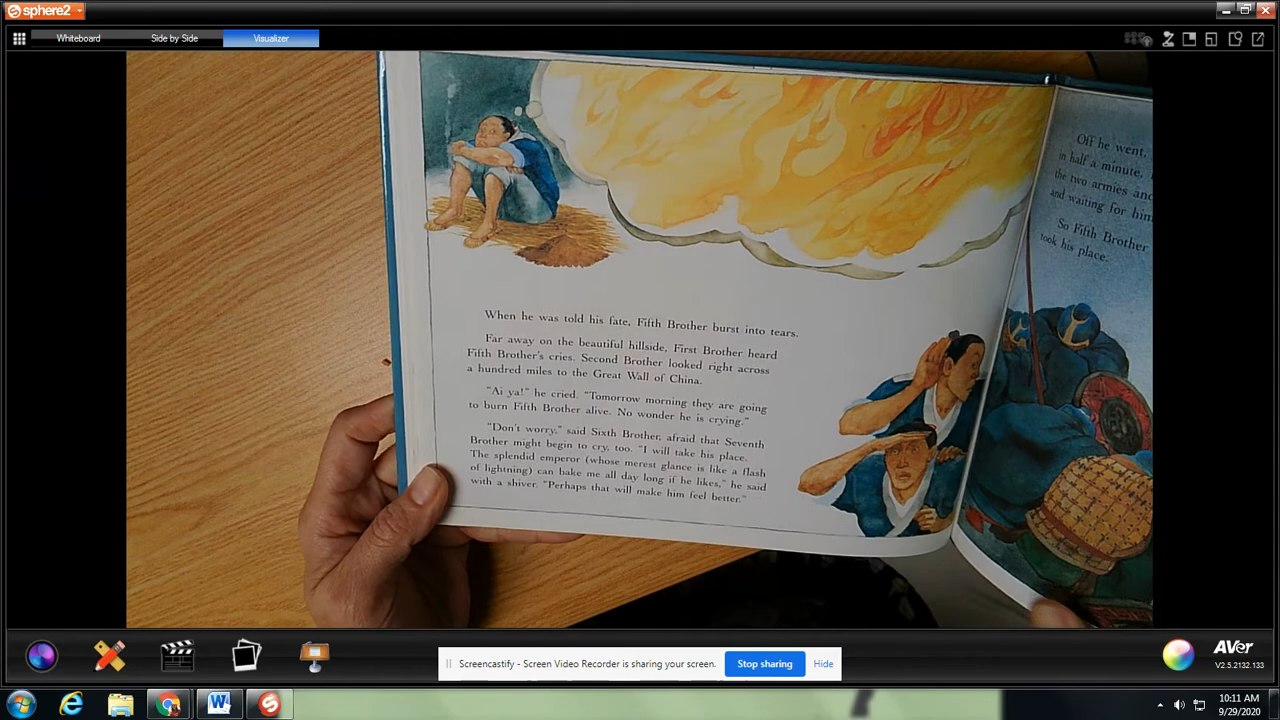 sphere2
Whiteboard
Side by Side
Visualizer
When he was told his fate, Fifth Brother burst into tears.
Far away on the beautiful hillside, First Brother heard
Fifth Brother's cries. Second Brother looked right across
a hundred miles to the Great Wall of China.
"Ai ya!" he cried. "Tomorrow morning they are going
to burn Fifth Brother alive. No wonder he is crying."
"Don't worry," said Sixth Brother, afraid that Seventh
Brother might begin to cry, too. "I will take his place.
The splendid emperor (whose merest glance is like a flash
of lightning) can bake me all day long if he likes," he said
with a shiver. "Perhaps that will make him feel better."
Off he went.
in half a minute,
the two armies and
and waiting for him
So Fifth Brother
took his place.
Screencastify - Screen Video Recorder is sharing your screen.
Stop sharing
Hide
AVer
V2.5.2132.133
10:11 AM
9/29/2020